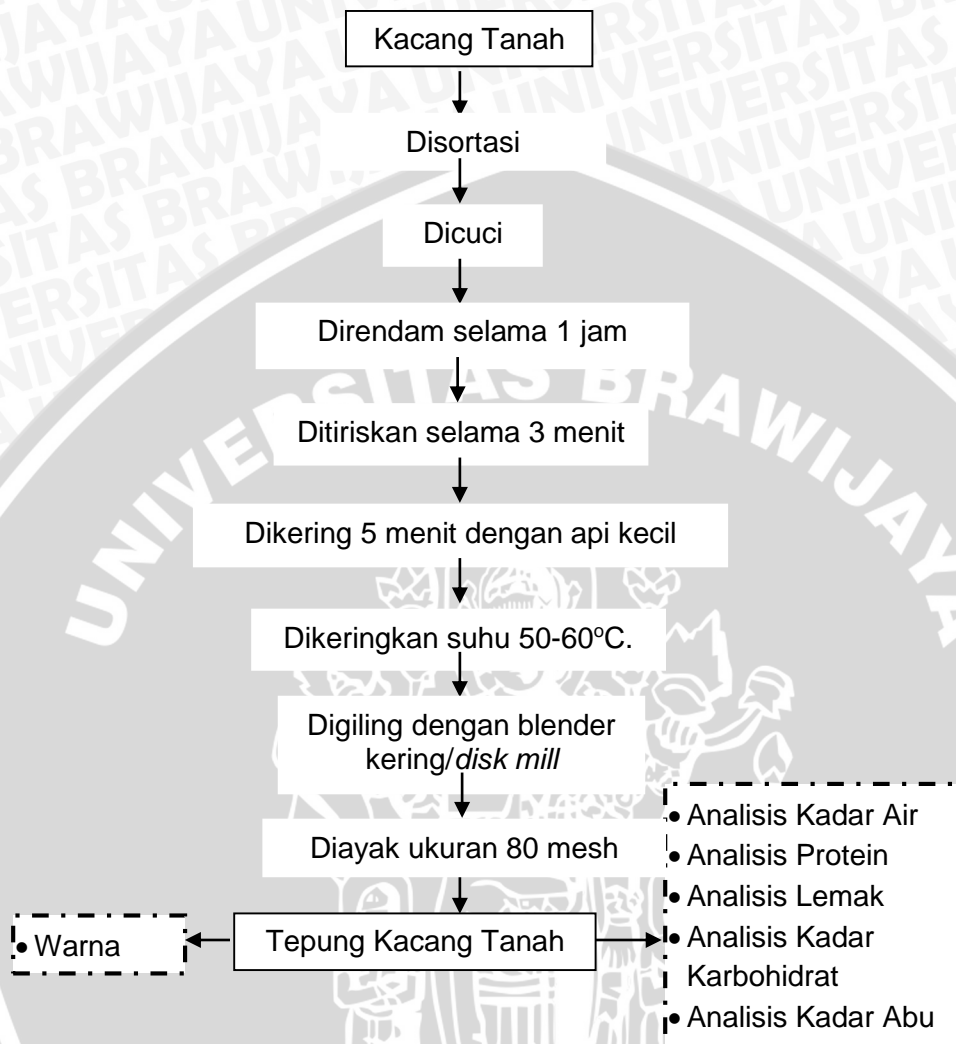 Kacang Tanah
Disortasi
Dicuci
Direndam selama 1 jam
UNIVERSITAS BRAWIJAYA
Ditiriskan selama 3 menit
Dikering 5 menit dengan api kecil
Dikeringkan suhu 50-60°C.
Digiling dengan blender
kering/disk mill
Diayak ukuran 80 mesh
• Warna
Tepung Kacang Tanah
• Analisis Kadar Air
• Analisis Protein
• Analisis Lemak
• Analisis Kadar
Karbohidrat
• Analisis Kadar Abu